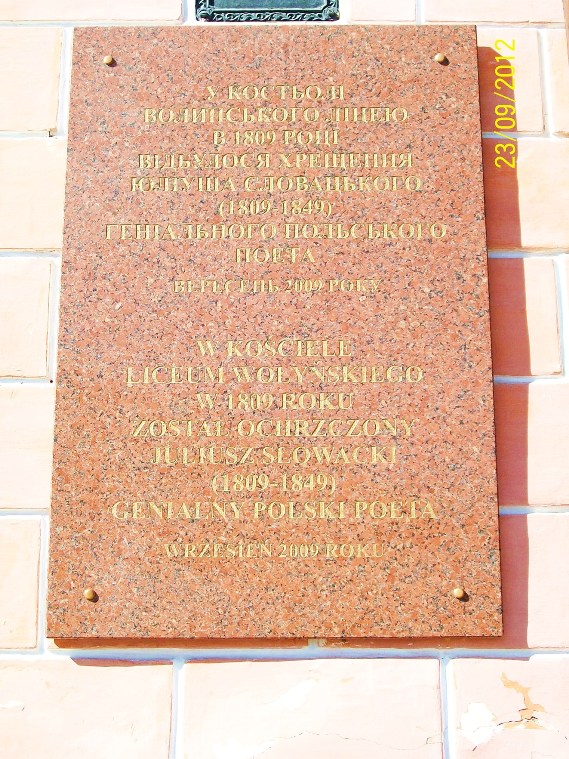 У КОСТЬОЛІ
ВОЛИНСЬКОГО ЛІЦЕЮ
В 1809 РОЦІ
ВІДБУЛОСЯ ХРЕЩЕННЯ
ЮЛІУША СЛОВАЦЬКОГО
(1809-1849)
ГЕНІАЛЬНОГО ПОЛЬСЬКОГО
ПОЕТА
ВЕРЕСЕНЬ 2009 РОКУ
W KOŚCIELE
LICEUM WOŁYŃSKIEGO
W 1809 ROKU
ZOSTAŁ OCHRZCZONY
JULIUSZ SŁOWACKI
(1809-1849)
GENIALNY POLSKI POETA
WRZESIEŃ 2009 ROKU
23/09/2012